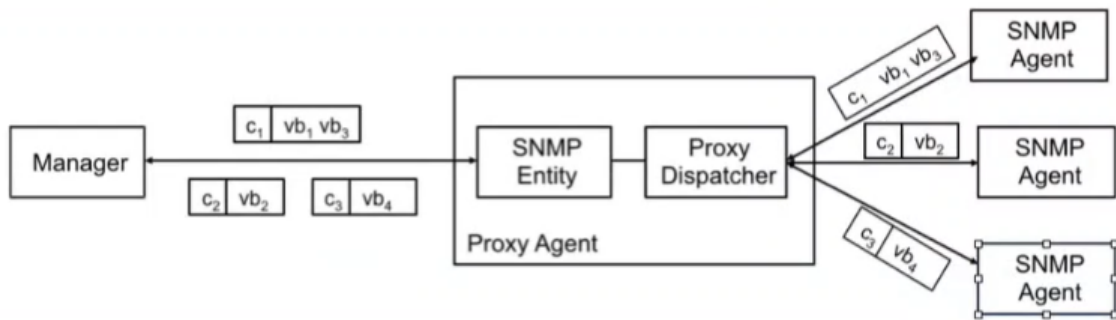 SNMP
Agent
c₁ vb₁ vb₃
c₁ vb₁ vb₃
Manager
SNMP
Entity
Proxy
Dispatcher
c₂ vb₂
SNMP
Agent
c₂ vb₂
c₃ vb₄
Proxy Agent
c₃ vb₄
SNMP
Agent